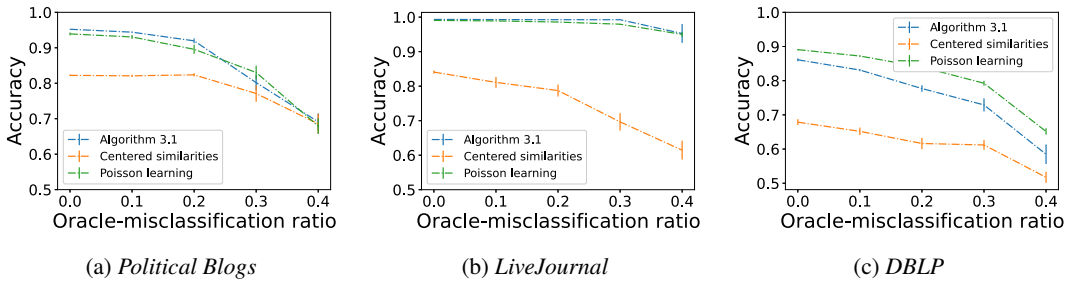 1.0
0.9
0.8
0.7
0.6
0.5
Accuracy
Algorithm 3.1
Centered similarities
Poisson learning
0.0 0.1 0.2 0.3 0.4
Oracle-misclassification ratio
(a) Political Blogs
1.0
0.9
0.8
0.7
0.6
0.5
Accuracy
Algorithm 3.1
Centered similarities
Poisson learning
0.0 0.1 0.2 0.3 0.4
Oracle-misclassification ratio
(b) LiveJournal
1.0
0.9
0.8
0.7
0.6
0.5
Accuracy
Algorithm 3.1
Centered similarities
Poisson learning
0.0 0.1 0.2 0.3 0.4
Oracle-misclassification ratio
(c) DBLP